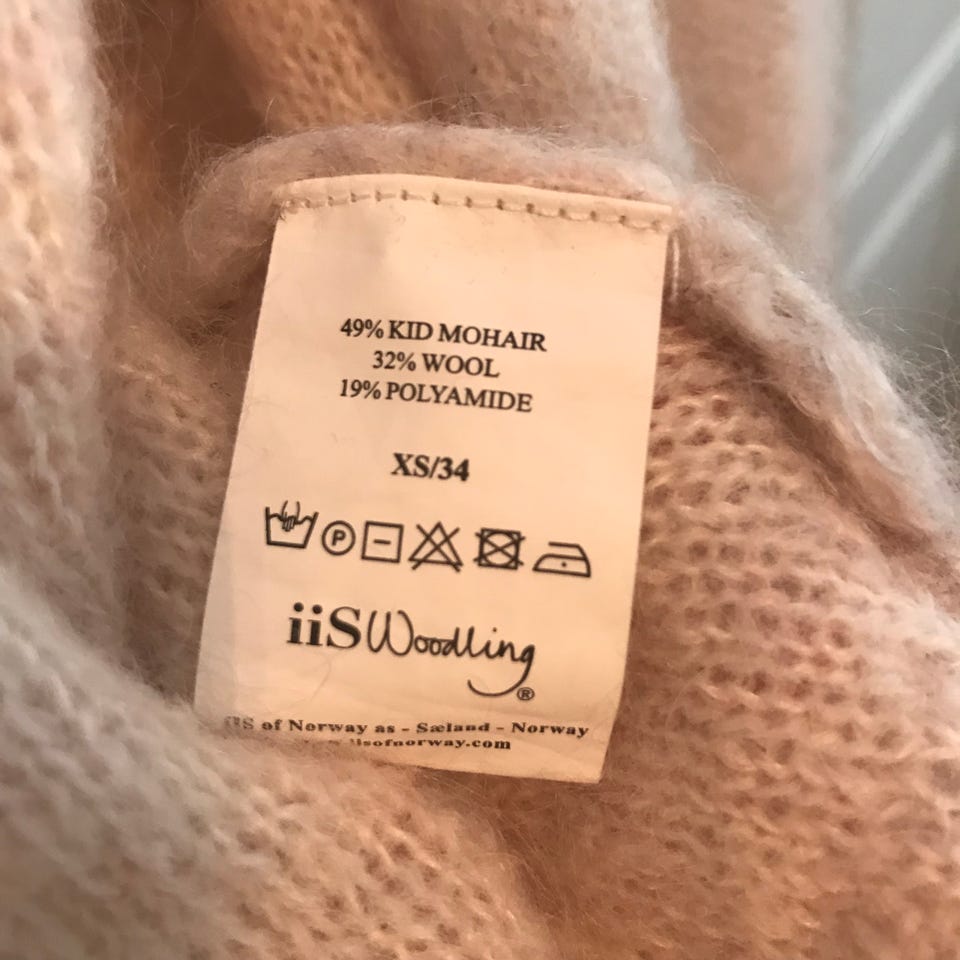 49% KID MOHAIR
32% WOOL
19% POLYAMIDE
XS/34
P
iiS Woodling ®
of Norway as - Sæland - Norway